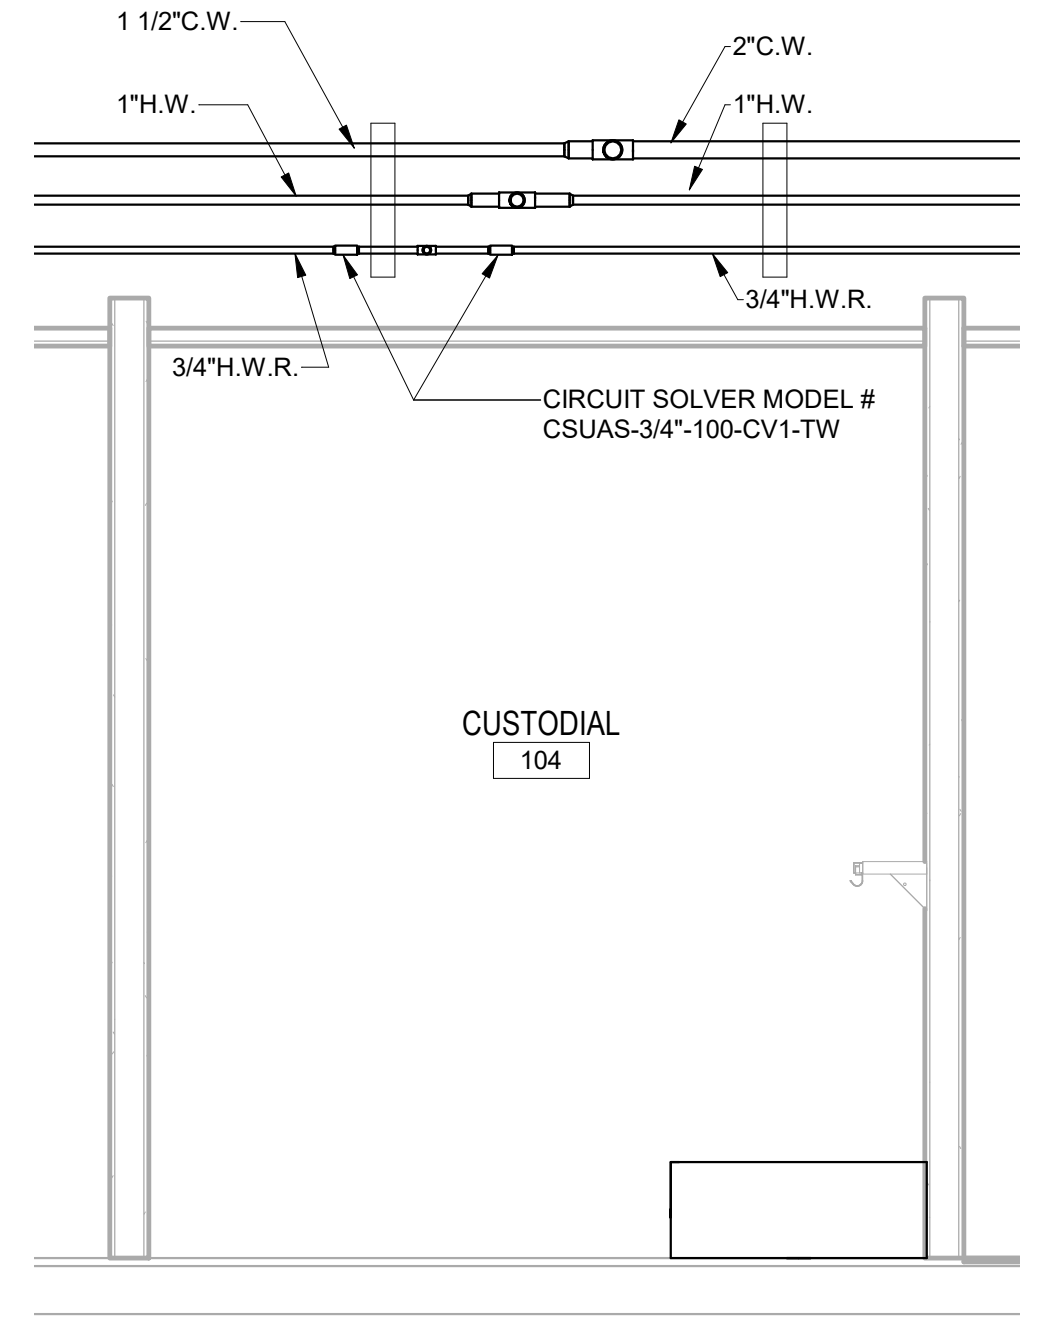 1 1/2"C.W.
2"C.W.
1"H.W.
1"H.W.
3/4"H.W.R.
3/4"H.W.R.
CIRCUIT SOLVER MODEL #
CSUAS-3/4"-100-CV1-TW
CUSTODIAL
104